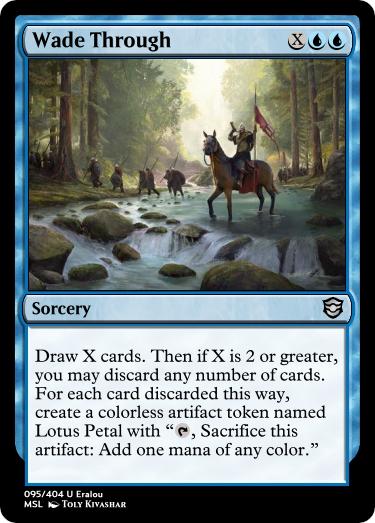 Wade Through X
Sorcery
Draw X cards. Then if X is 2 or greater,
you may discard any number of cards.
For each card discarded this way,
create a colorless artifact token named
Lotus Petal with “, Sacrifice this
artifact: Add one mana of any color.”
095/404 U Eralou
MSL Toly Kivashar